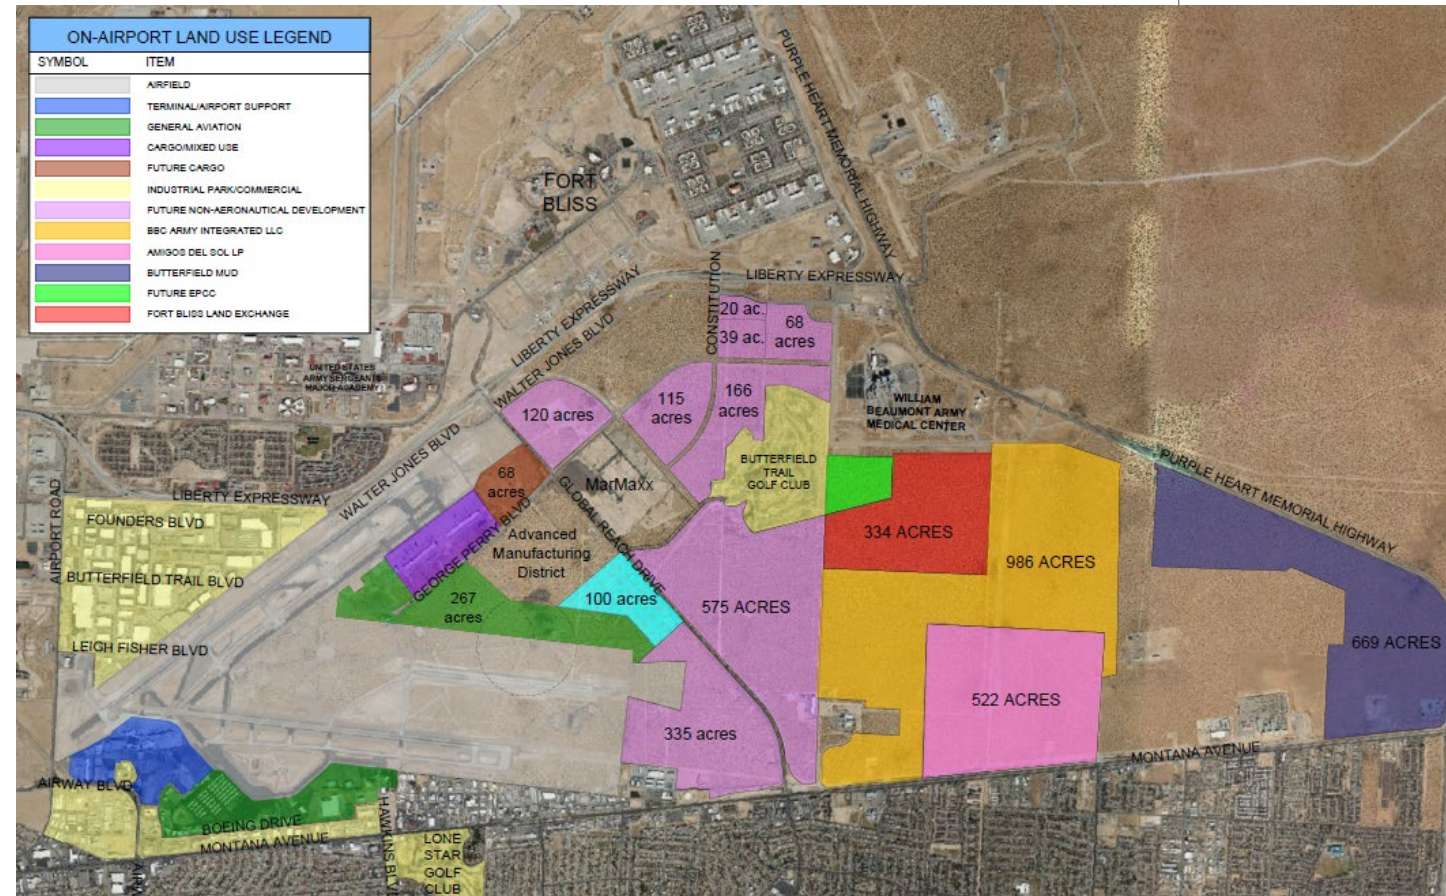 ON-AIRPORT LAND USE LEGEND
SYMBOL ITEM
AIRFIELD
TERMINAL/AIRPORT SUPPORT
GENERAL AVIATION
CARGO/MIXED USE
FUTURE CARGO
INDUSTRIAL PARK/COMMERCIAL
FUTURE NON-AERONAUTICAL DEVELOPMENT
BBC ARMY INTEGRATED LLC
AMIGOS DEL SOL LP
BUTTERFIELD MUD
FUTURE EPCC
FORT BLISS LAND EXCHANGE
PURPLE HEART MEMORIAL HIGHWAY
FORT
BLISS
LIBERTY EXPRESSWAY
LIBERTY EXPRESSWAY
WALTER JONES BLVD
CONSTITUTION
20 ac.
39 ac.
68
acres
UNITED STATES
ARMY SERGEANTS
MAJOR ACADEMY
120 acres
115
acres
166
acres
WILLIAM
BEAUMONT ARMY
MEDICAL CENTER
BUTTERFIELD
TRAIL
GOLF CLUB
PURPLE HEART MEMORIAL HIGHWAY
WALTER JONES BLVD
68
acres
MarMaxx
GLOBAL REACH DRIVE
GEORGE PERRY BLVD
Advanced
Manufacturing
District
LIBERTY EXPRESSWAY
AIRPORT ROAD
FOUNDERS BLVD
BUTTERFIELD TRAIL BLVD
LEIGH FISHER BLVD
334 ACRES
986 ACRES
267
acres
100 acres
575 ACRES
669 ACRES
522 ACRES
335 acres
MONTANA AVENUE
AIRWAY BLVD
BOEING DRIVE
MONTANA AVENUE
HAWKINS BLV
LONE
STAR
GOLF
CLUB